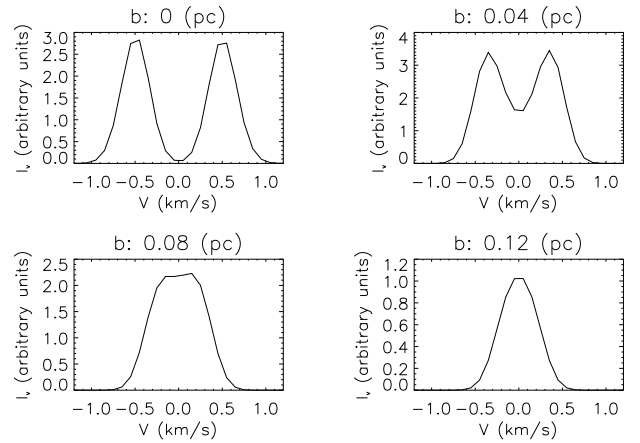 b: 0 (pc)
3.0
2.5
2.0
1.5
1.0
0.5
0.0
I_ν (arbitrary units)
-1.0 -0.5 0.0 0.5 1.0
V (km/s)
b: 0.04 (pc)
4
3
2
1
0
I_ν (arbitrary units)
-1.0 -0.5 0.0 0.5 1.0
V (km/s)
b: 0.08 (pc)
2.5
2.0
1.5
1.0
0.5
0.0
I_ν (arbitrary units)
-1.0 -0.5 0.0 0.5 1.0
V (km/s)
b: 0.12 (pc)
1.2
1.0
0.8
0.6
0.4
0.2
0.0
I_ν (arbitrary units)
-1.0 -0.5 0.0 0.5 1.0
V (km/s)